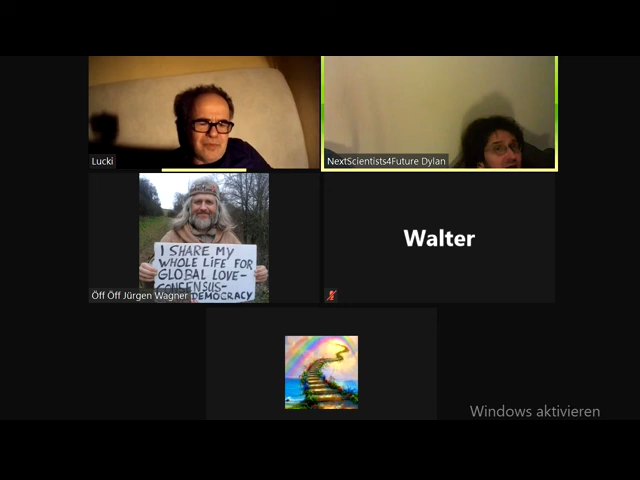 Lucki
NextScientists4Future Dylan
I SHARE MY
WHOLE LIFE FOR
GLOBAL LOVE-
CONSENSUS-
DEMOCRACY
Öff Öff Jürgen Wagner
Walter
Windows aktivieren